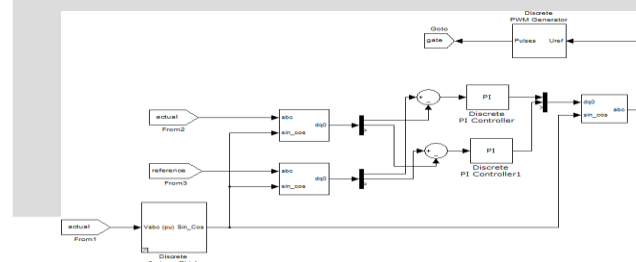 Discrete
PWM Generator
Goto
gate
Pulses
Uref
actual
From2
abc
sin_cos
dq0
PI
Discrete
PI Controller
dq0
sin_cos
abc
PI
Discrete
PI Controller1
reference
From3
abc
sin_cos
dq0
actual
From1
Vabc (pu)
Sin_Cos
Discrete